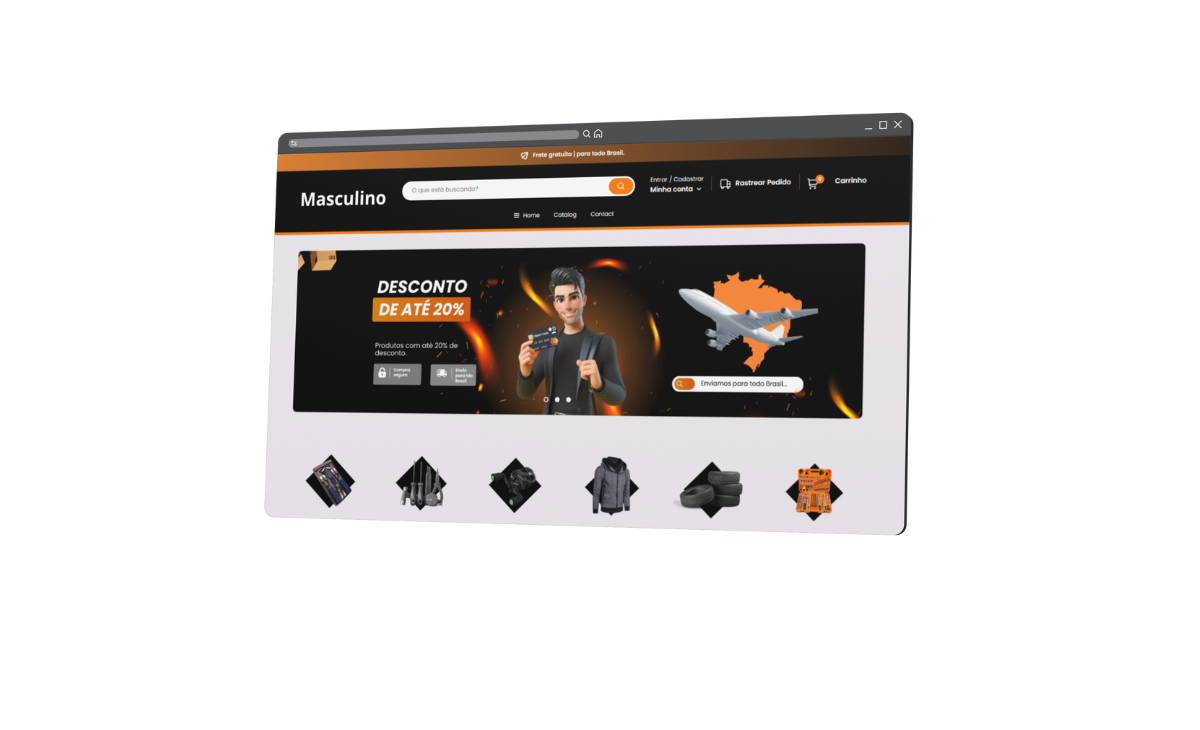 Frete gratuito | para todo Brasil.
Masculino
O que está buscando?
Entrar / Cadastrar
Minha conta
Rastrear Pedido
0
Carrinho
Home
Catalog
Contact
DESCONTO
DE ATÉ 20%
Produtos com até 20% de
desconto.
Compra
segura
Envio
para todo
Brasil
Enviamos para todo Brasil...